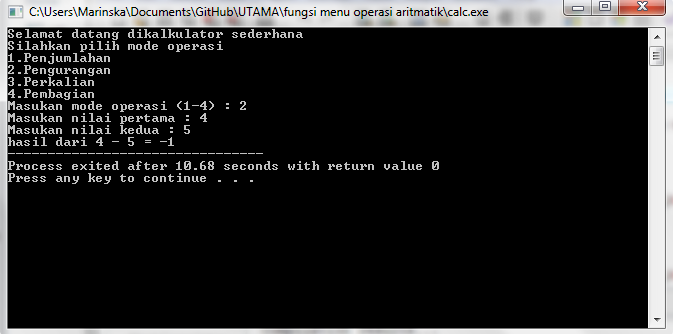 C:\Users\Marinska\Documents\GitHub\UTAMA\fungsi menu operasi aritmatik\calc.exe
Selamat datang dikalkulator sederhana
Silahkan pilih mode operasi
1.Penjumlahan
2.Pengurangan
3.Perkalian
4.Pembagian
Masukan mode operasi (1-4) : 2
Masukan nilai pertama : 4
Masukan nilai kedua : 5
hasil dari 4 - 5 = -1
--------------------------------
Process exited after 10.68 seconds with return value 0
Press any key to continue . . .